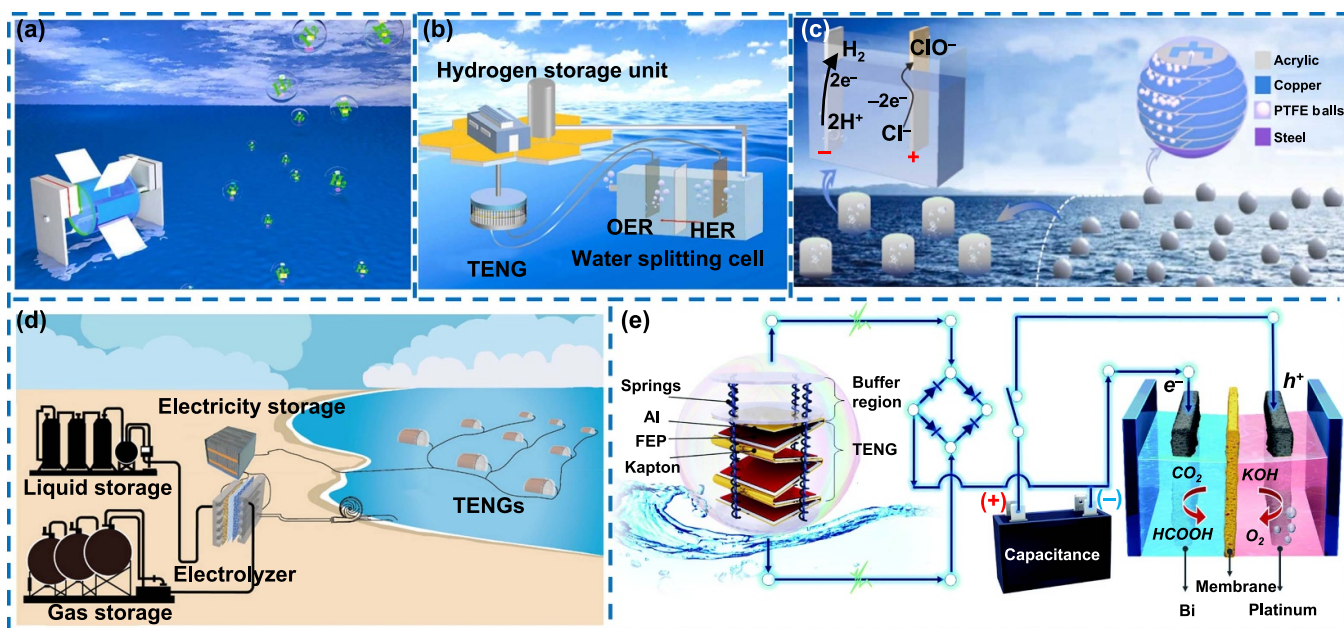 (a)
(b)
Hydrogen storage unit
TENG
OER
HER
Water splitting cell
(c)
H₂
2e⁻
2H⁺
–
ClO⁻
–2e⁻
Cl⁻
+
Acrylic
Copper
PTFE balls
Steel
(d)
Electricity storage
Liquid storage
Electrolyzer
Gas storage
TENGs
(e)
Springs
Al
FEP
Kapton
Buffer
region
TENG
(+)
(–)
Capacitance
e⁻
h⁺
CO₂
KOH
HCOOH
O₂
Membrane
Bi
Platinum